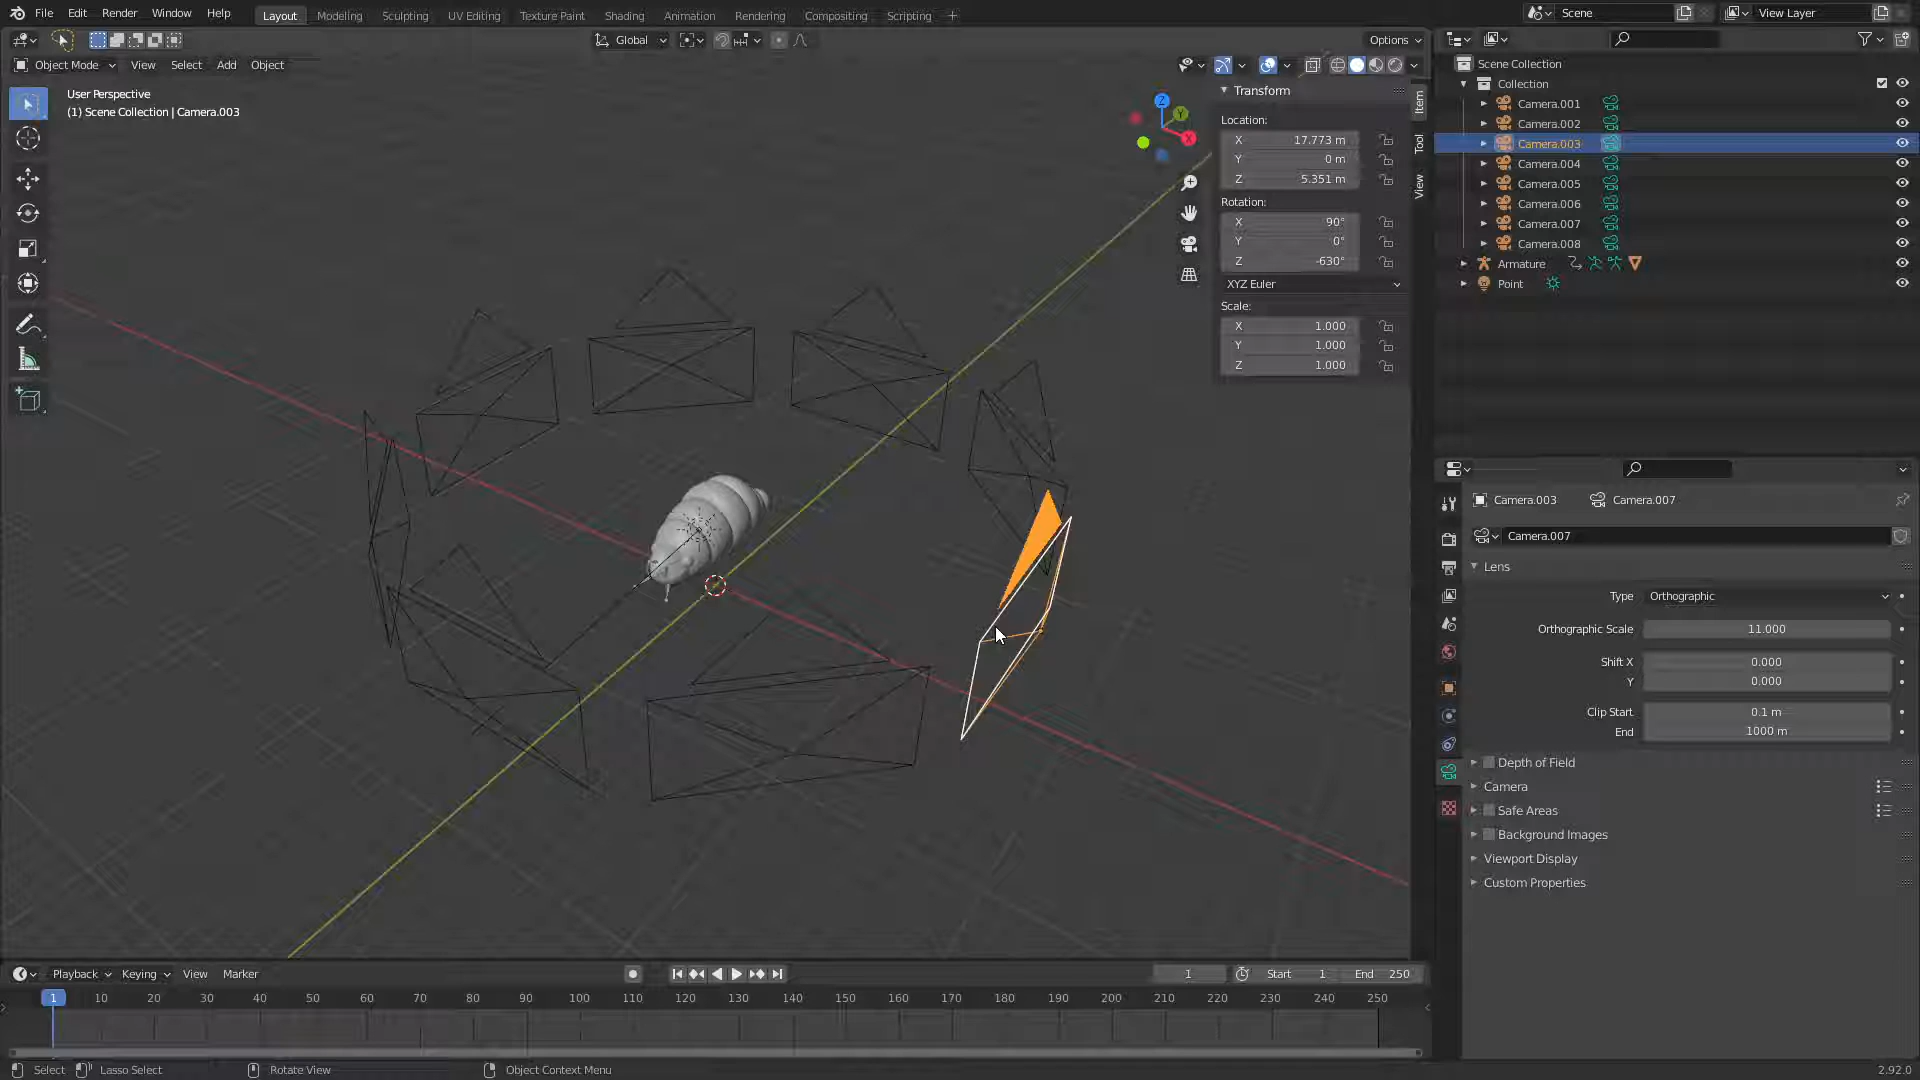 File Edit Render Window Help Layout Modeling Sculpting UV Editing Texture Paint Shading Animation Rendering Compositing Scripting + Scene View Layer
Global Options
Object Mode View Select Add Object
User Perspective
(1) Scene Collection | Camera.003
Z
Y
X
Transform
Location:
X 17.773 m
Y 0 m
Z 5.351 m
Rotation:
X 90°
Y 0°
Z -630°
XYZ Euler
Scale:
X 1.000
Y 1.000
Z 1.000
Item
Tool
View
Scene Collection
Collection
Camera.001
Camera.002
Camera.003
Camera.004
Camera.005
Camera.006
Camera.007
Camera.008
Armature
Point
Camera.003 Camera.007
Camera.007
Lens
Type Orthographic
Orthographic Scale 11.000
Shift X 0.000
Y 0.000
Clip Start 0.1 m
End 1000 m
Depth of Field
Camera
Safe Areas
Background Images
Viewport Display
Custom Properties
Playback Keying View Marker 1 Start 1 End 250
1 10 20 30 40 50 60 70 80 90 100 110 120 130 140 150 160 170 180 190 200 210 220 230 240 250
Select Lasso Select Rotate View Object Context Menu 2.92.0